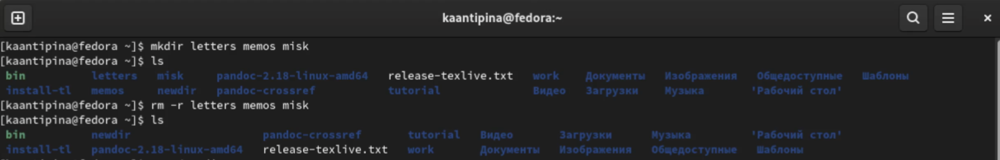 kaantipina@fedora:~
[kaantipina@fedora ~]$ mkdir letters memos misk
[kaantipina@fedora ~]$ ls
bin letters misk pandoc-2.18-linux-amd64 release-texlive.txt work Документы Изображения Общедоступные Шаблоны
install-tl memos newdir pandoc-crossref tutorial Видео Загрузки Музыка 'Рабочий стол'
[kaantipina@fedora ~]$ rm -r letters memos misk
[kaantipina@fedora ~]$ ls
bin newdir pandoc-crossref tutorial Видео Загрузки Музыка 'Рабочий стол'
install-tl pandoc-2.18-linux-amd64 release-texlive.txt work Документы Изображения Общедоступные Шаблоны